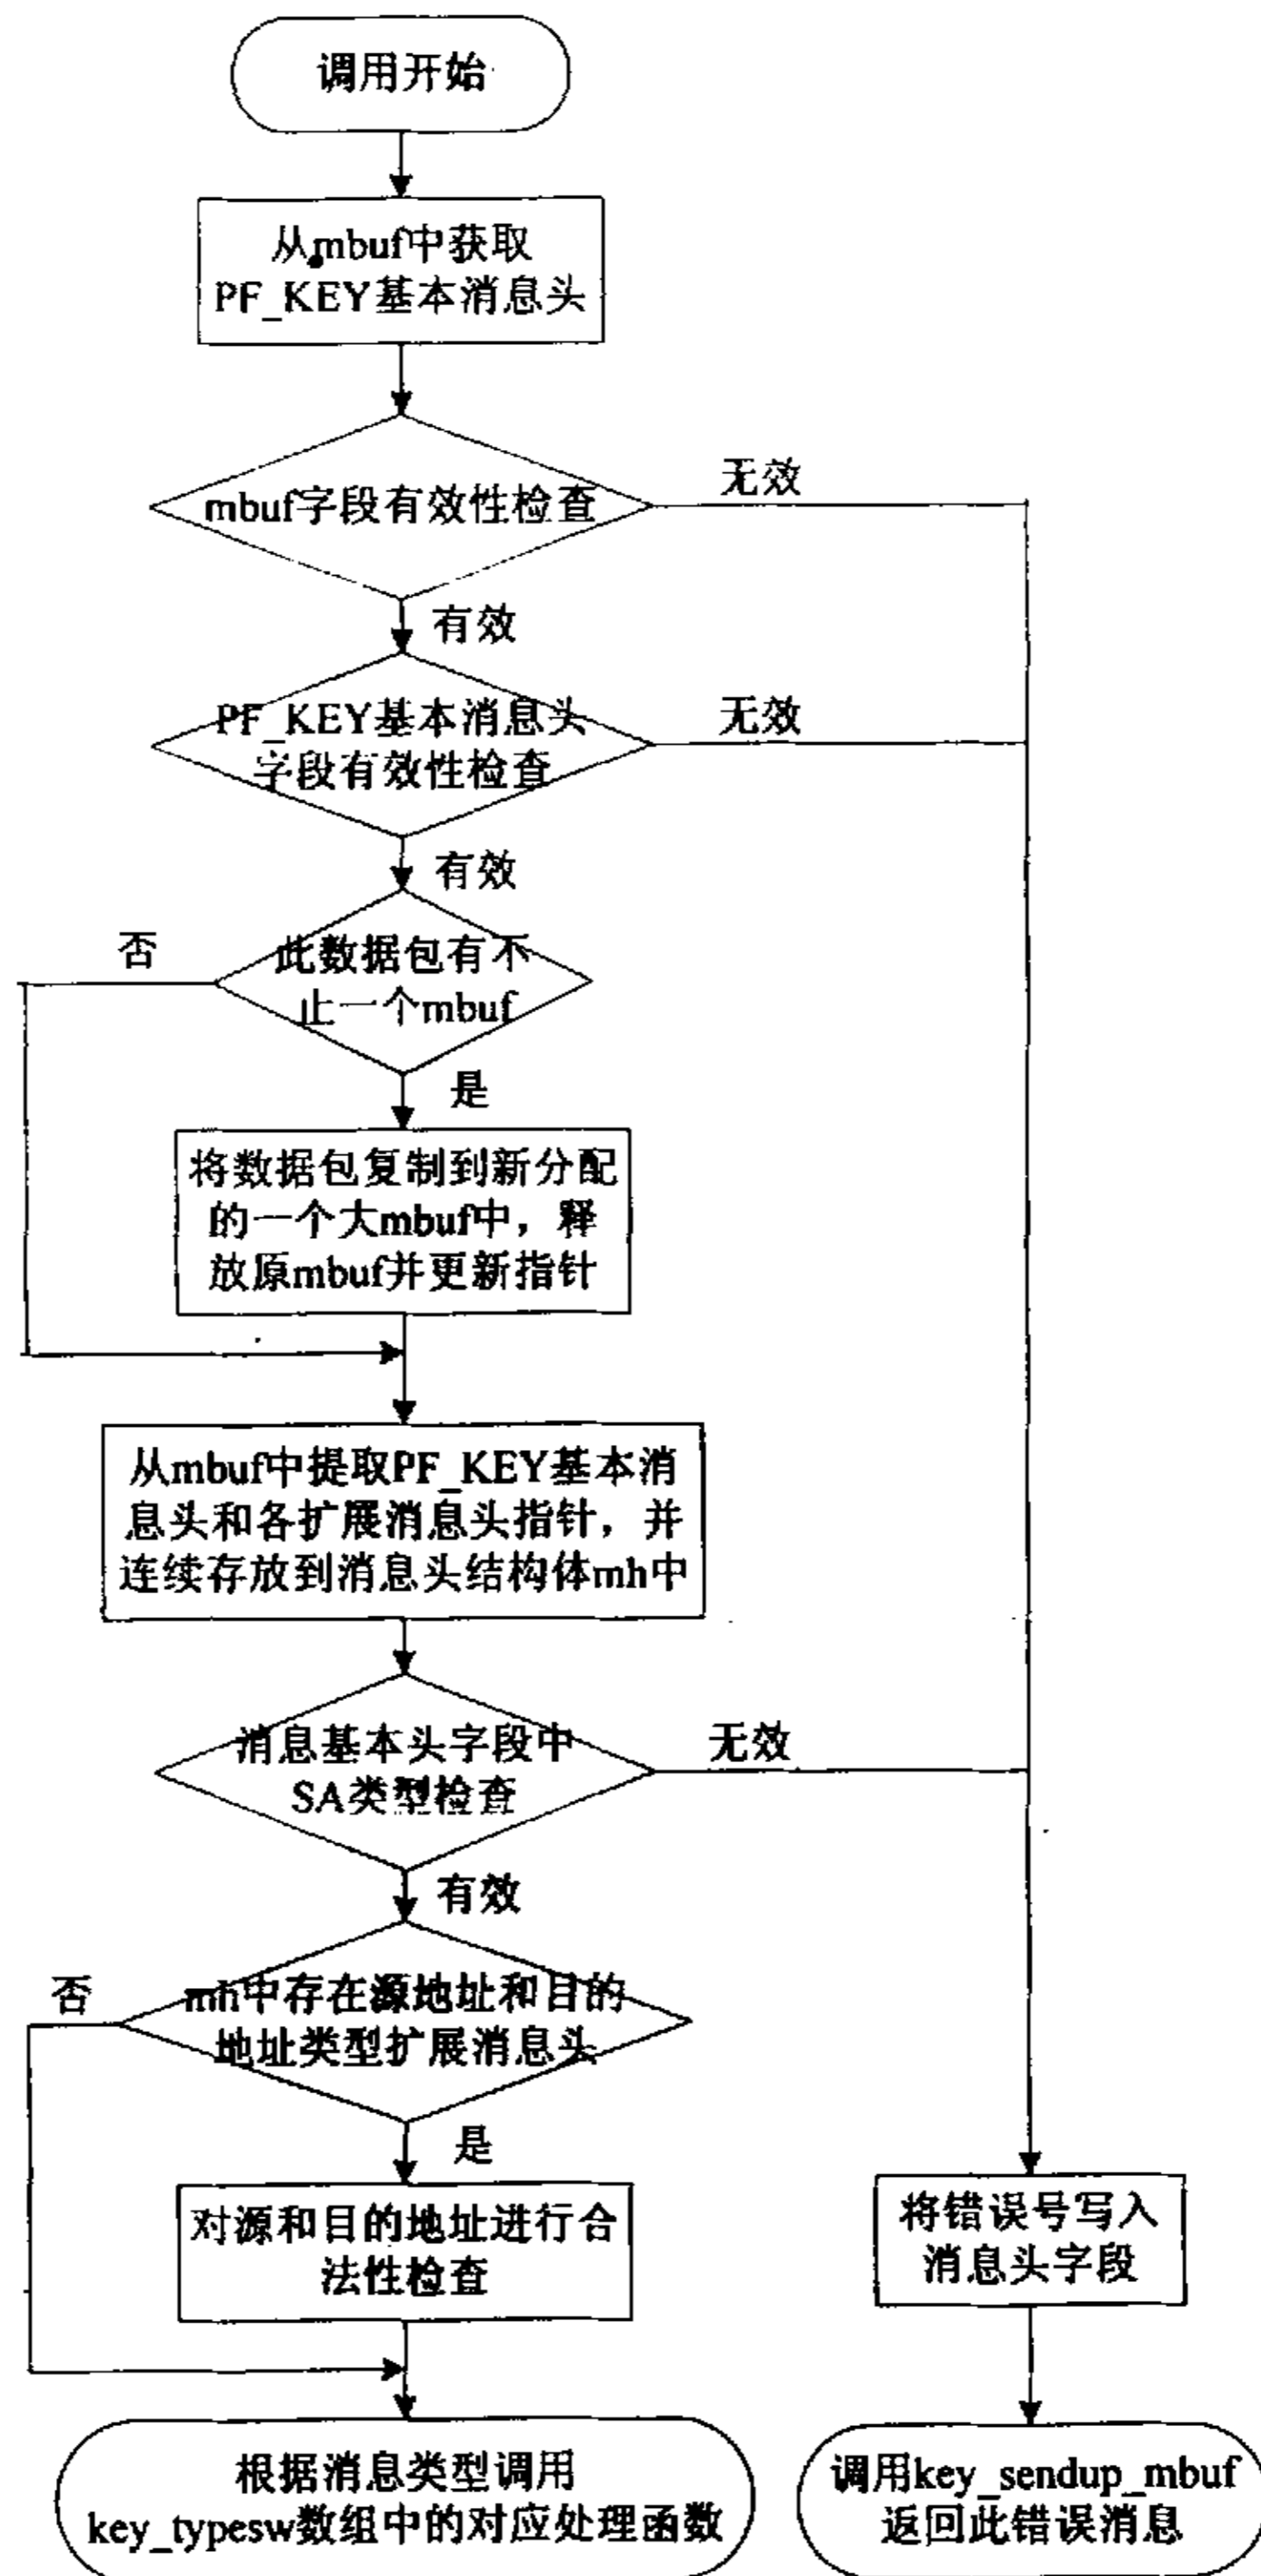 调用开始
从mbuf中获取
PF_KEY基本消息头
mbuf字段有效性检查
无效
有效
PF_KEY基本消息头
字段有效性检查
无效
有效
此数据包有不
止一个mbuf
否
是
将数据包复制到新分配
的一个大mbuf中，释
放原mbuf并更新指针
从mbuf中提取PF_KEY基本消
息头和各扩展消息头指针，并
连续存放到消息头结构体mh中
消息基本头字段中
SA类型检查
无效
有效
mh中存在源地址和目的
地址类型扩展消息头
否
是
对源和目的地址进行合
法性检查
将错误号写入
消息头字段
根据消息类型调用
key_typesw数组中的对应处理函数
调用key_sendup_mbuf
返回此错误消息